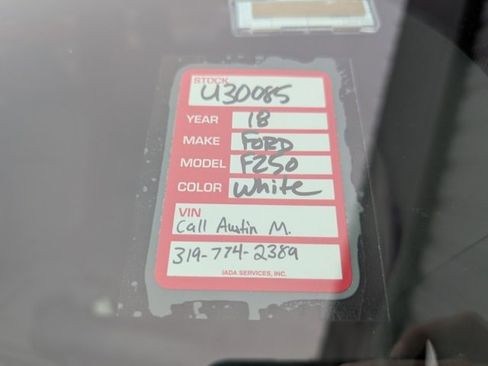 STOCK U30085
YEAR 18
MAKE FORD
MODEL F250
COLOR White
VIN
Call Austin M.
319-774-2389
IADA SERVICES, INC.